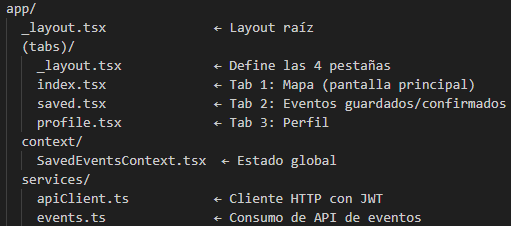 app/
  _layout.tsx              ← Layout raíz
  (tabs)/
    _layout.tsx            ← Define las 4 pestañas
    index.tsx              ← Tab 1: Mapa (pantalla principal)
    saved.tsx              ← Tab 2: Eventos guardados/confirmados
    profile.tsx            ← Tab 3: Perfil
  context/
    SavedEventsContext.tsx  ← Estado global
  services/
    apiClient.ts           ← Cliente HTTP con JWT
    events.ts              ← Consumo de API de eventos